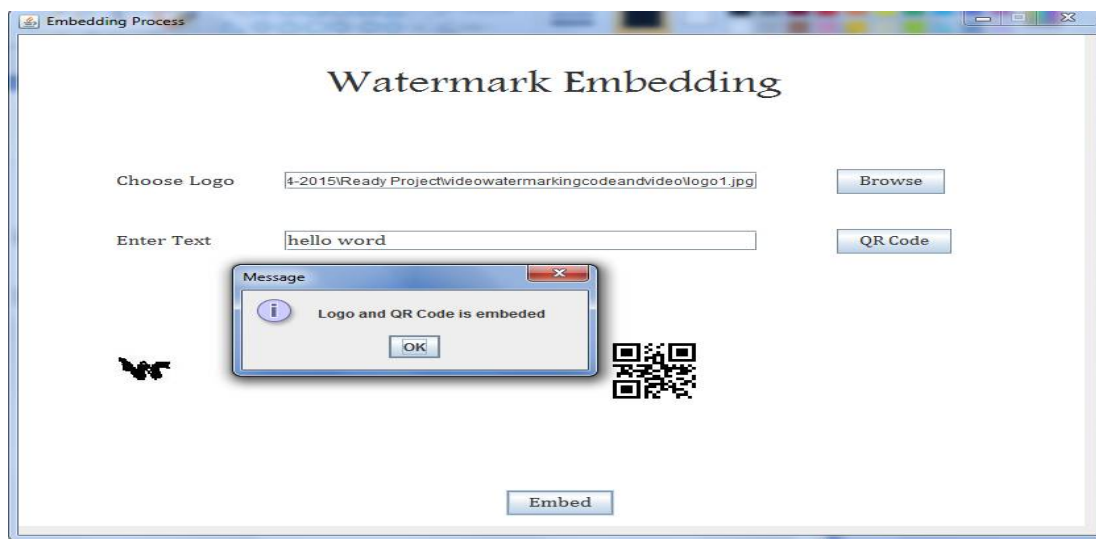 Embedding Process
Watermark Embedding
Choose Logo 4-2015\Ready Project\videowatermarkingcodeandvideo\logo1.jpg Browse
Enter Text hello word QR Code
Message
Logo and QR Code is embeded
OK
Embed